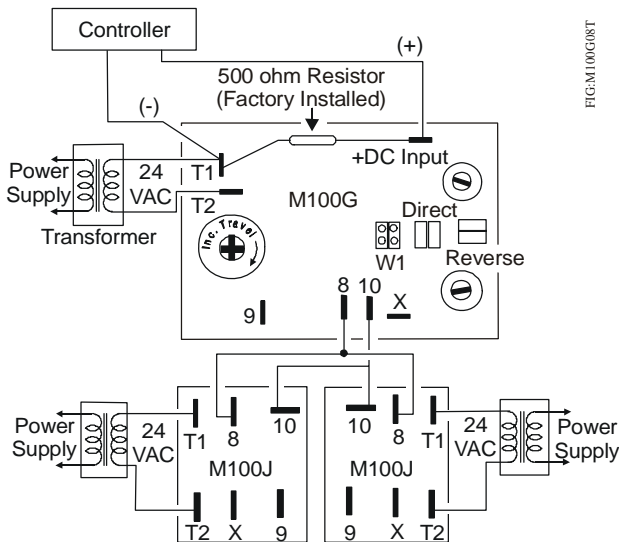 Controller
(+)
FIG:M100G08T
500 ohm Resistor
(Factory Installed)
(-)
+DC Input
T1
Power
Supply
24
VAC
T2
M100G
Transformer
Inc. Travel
Direct
W1
Reverse
8
10
X
9
Power
Supply
24
VAC
T1
8
10
M100J
T2
X
9
10
8
T1
24
VAC
Power
Supply
M100J
9
X
T2